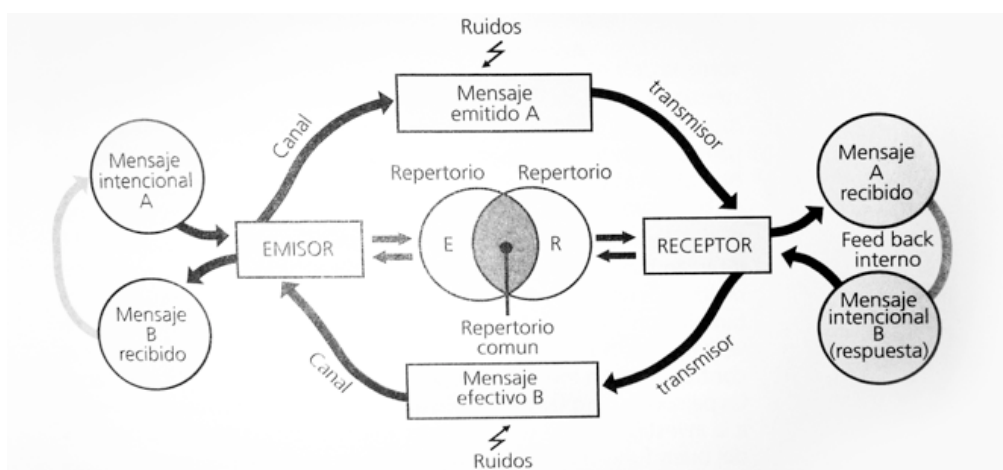 Ruidos
Mensaje
emitido A
Canal
transmisor
Mensaje
intencional
A
Mensaje
A
recibido
Repertorio
Repertorio
EMISOR
E
R
RECEPTOR
Feed back
interno
Mensaje
B
recibido
Mensaje
intencional
B
(respuesta)
Repertorio
comun
Canal
transmisor
Mensaje
efectivo B
Ruidos